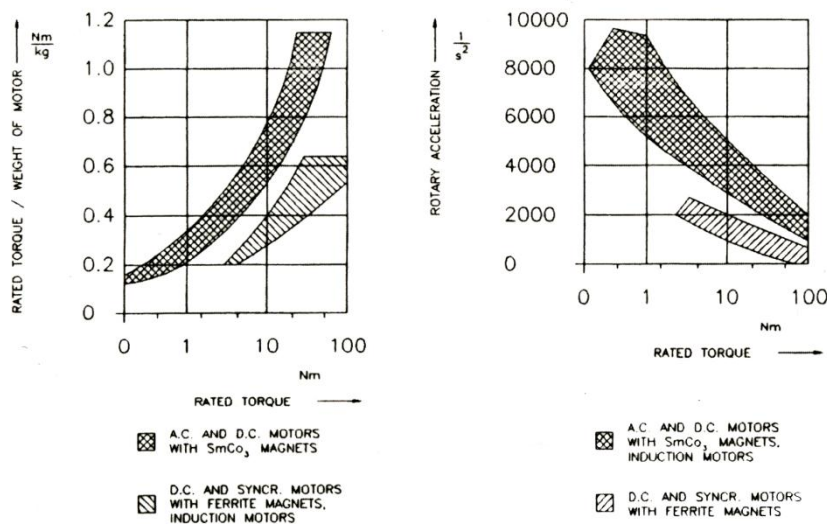 RATED TORQUE / WEIGHT OF MOTOR
Nm
kg
1.2
1.0
0.8
0.6
0.4
0.2
0
0 1 10 100
Nm
RATED TORQUE
A.C. AND D.C. MOTORS
WITH SmCo₃ MAGNETS
D.C. AND SYNCR. MOTORS
WITH FERRITE MAGNETS,
INDUCTION MOTORS
ROTARY ACCELERATION
1
s²
10000
8000
6000
4000
2000
0
0 1 10 100
Nm
RATED TORQUE
A.C. AND D.C. MOTORS
WITH SmCo₃ MAGNETS,
INDUCTION MOTORS
D.C. AND SYNCR. MOTORS
WITH FERRITE MAGNETS